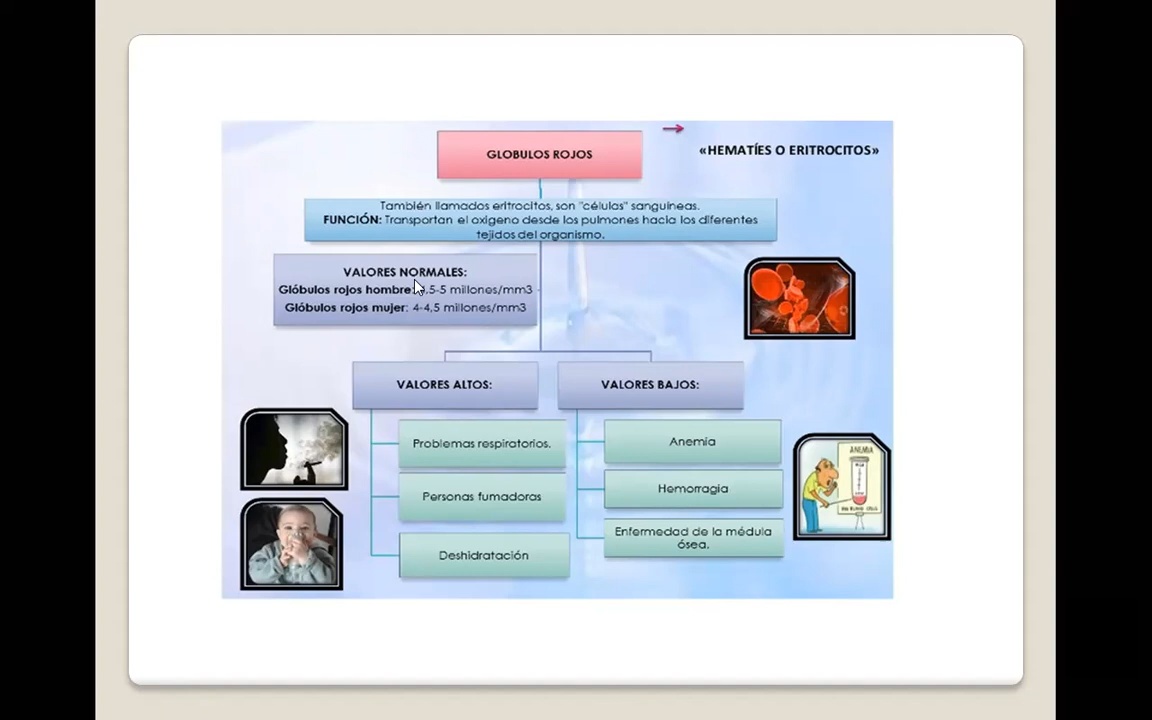 GLOBULOS ROJOS
«HEMATÍES O ERITROCITOS»
También llamados eritrocitos, son "células" sanguíneas.
FUNCIÓN: Transportan el oxigeno desde los pulmones hacia los diferentes
tejidos del organismo.
VALORES NORMALES:
Glóbulos rojos hombre: .5-5 millones/mm3
Glóbulos rojos mujer: 4-4,5 millones/mm3
VALORES ALTOS:
Problemas respiratorios.
Personas fumadoras
Deshidratación
VALORES BAJOS:
Anemia
Hemorragia
Enfermedad de la médula
ósea.
ANEMIA